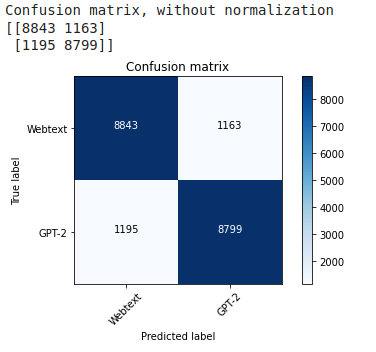 Confusion matrix, without normalization
[[8843 1163]
 [1195 8799]]
Confusion matrix
8843 1163
1195 8799
Webtext
GPT-2
True label
Webtext
GPT-2
Predicted label
8000
7000
6000
5000
4000
3000
2000